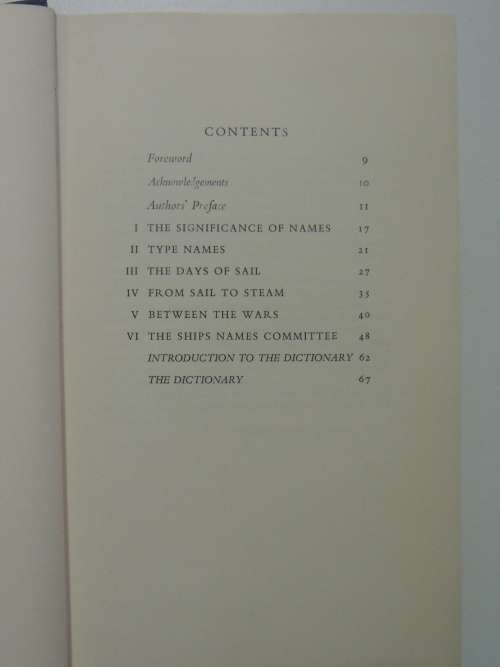 CONTENTS
Foreword 9
Acknowledgements 10
Authors' Preface 11
I THE SIGNIFICANCE OF NAMES 17
II TYPE NAMES 21
III THE DAYS OF SAIL 27
IV FROM SAIL TO STEAM 35
V BETWEEN THE WARS 40
VI THE SHIPS NAMES COMMITTEE 48
INTRODUCTION TO THE DICTIONARY 62
THE DICTIONARY 67